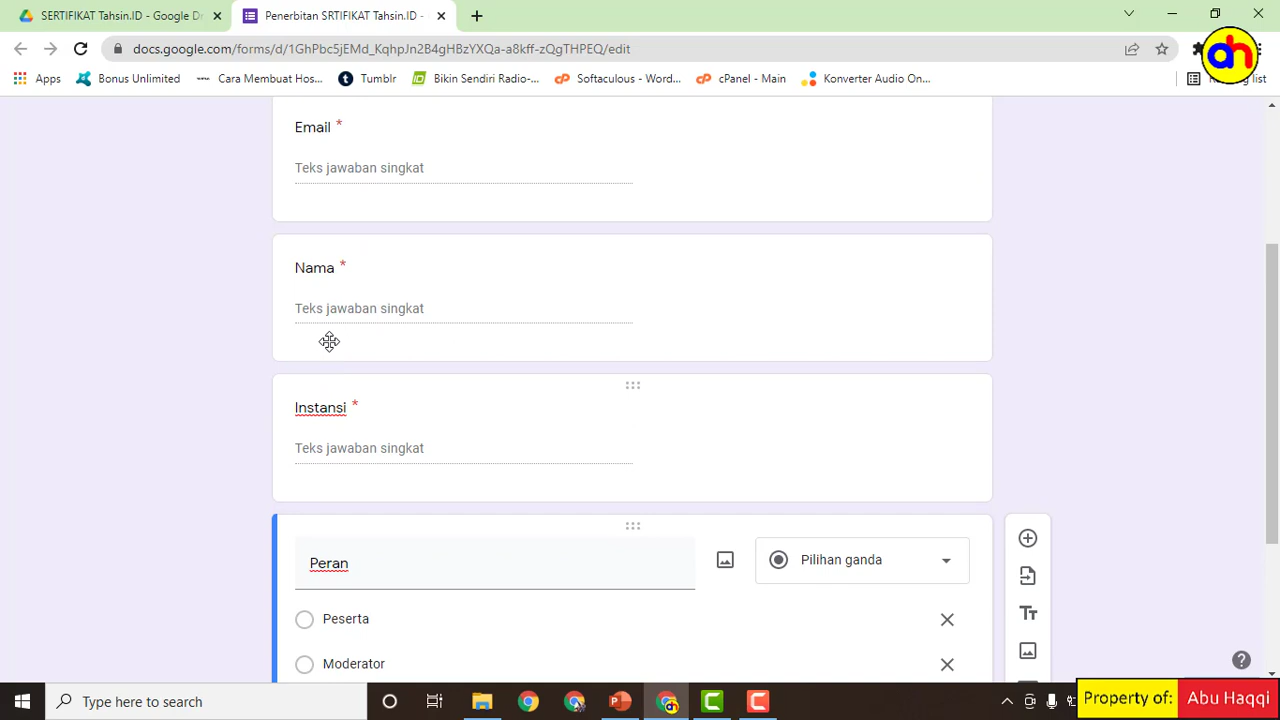 SERTIFIKAT Tahsin.ID - Google Dr
Penerbitan SRTIFIKAT Tahsin.ID -
docs.google.com/forms/d/1GhPbc5jEMd_KqhpJn2B4gHBzYXQa-a8kff-zQgTHPEQ/edit
ah
Apps
Bonus Unlimited
Cara Membuat Hos...
Tumblr
Bikin Sendiri Radio-...
Softaculous - Word...
cPanel - Main
Konverter Audio On...
Email *
Teks jawaban singkat
Nama *
Teks jawaban singkat
Instansi *
Teks jawaban singkat
Peran
Pilihan ganda
Peserta
Moderator
Type here to search
Property of:
Abu Haqqi